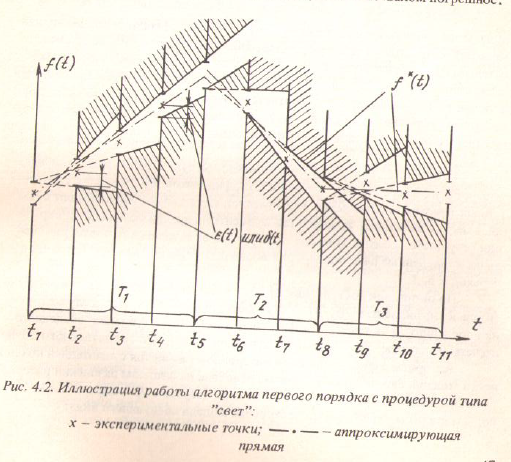 погрешнос.
f(t)
f*(t)
ε(t) или δ(t)
T₁
T₂
T₃
t
t₁ t₂ t₃ t₄ t₅ t₆ t₇ t₈ t₉ t₁₀ t₁₁
Рис. 4.2. Иллюстрация работы алгоритма первого порядка с процедурой типа
"свет":
x – экспериментальные точки; — · — – аппроксимирующая
прямая